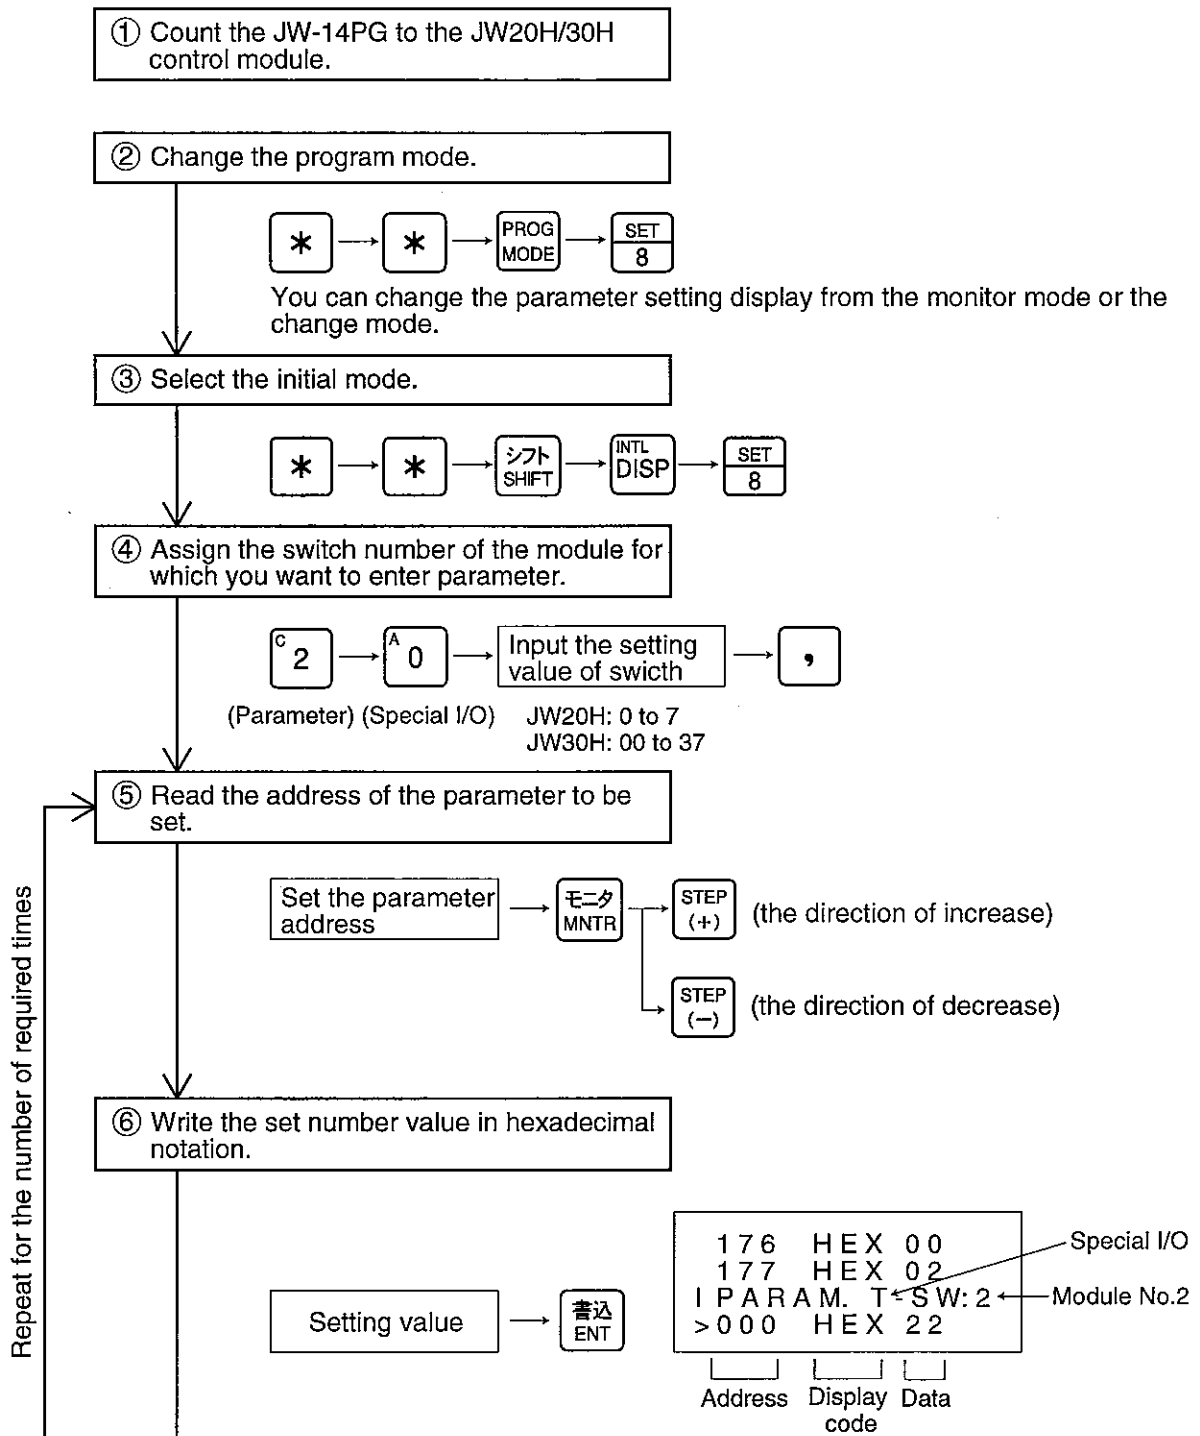 ① Count the JW-14PG to the JW20H/30H
control module.
② Change the program mode.
* → * → PROG MODE → SET 8
You can change the parameter setting display from the monitor mode or the
change mode.
③ Select the initial mode.
* → * → シフト SHIFT → INTL DISP → SET 8
④ Assign the switch number of the module for
which you want to enter parameter.
C 2 → A 0 → Input the setting
value of swicth → ,
(Parameter) (Special I/O) JW20H: 0 to 7
JW30H: 00 to 37
⑤ Read the address of the parameter to be
set.
Set the parameter
address → モニタ MNTR → STEP (+) (the direction of increase)
→ STEP (−) (the direction of decrease)
Repeat for the number of required times
⑥ Write the set number value in hexadecimal
notation.
Setting value → 書込 ENT
176 HEX 00
177 HEX 02
I PARAM. T-SW:2
>000 HEX 22
Special I/O
Module No.2
Address Display
code Data